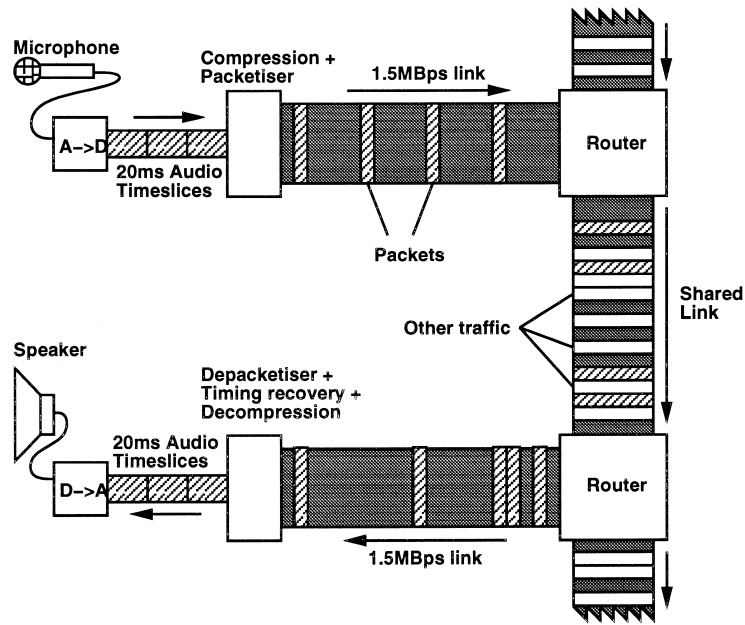 Microphone
A->D
20ms Audio
Timeslices
Compression +
Packetiser
1.5MBps link
Packets
Router
Other traffic
Shared
Link
Speaker
D->A
20ms Audio
Timeslices
Depacketiser +
Timing recovery +
Decompression
1.5MBps link
Router